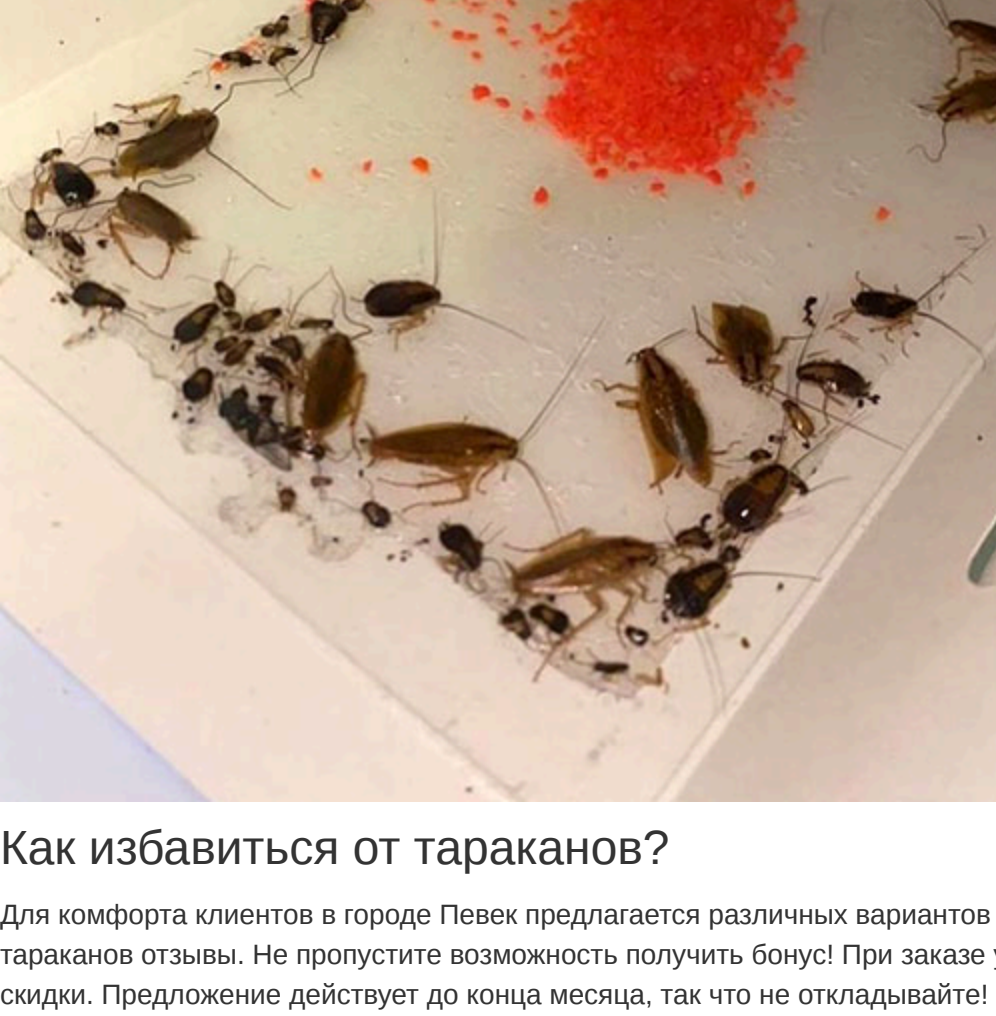 Как избавиться от тараканов?
Для комфорта клиентов в городе Певек предлагается различных вариантов
тараканов отзывы. Не пропустите возможность получить бонус! При заказе
скидки. Предложение действует до конца месяца, так что не откладывайте!